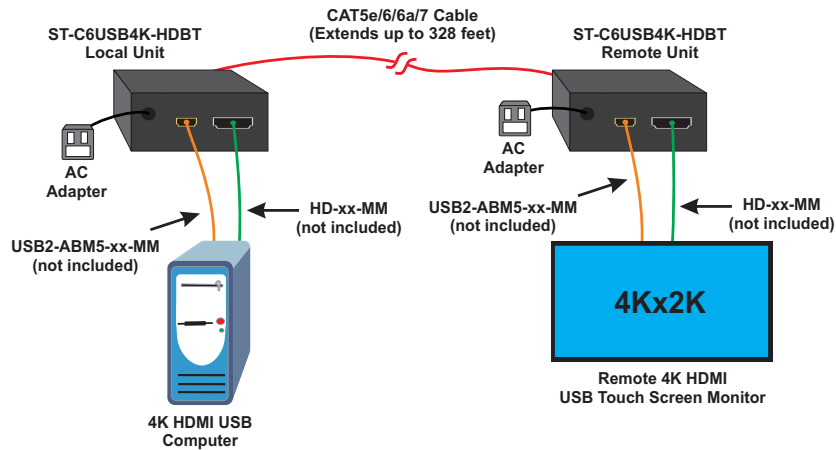 CAT5e/6/6a/7 Cable
(Extends up to 328 feet)
ST-C6USB4K-HDBT
Local Unit
ST-C6USB4K-HDBT
Remote Unit
AC
Adapter
AC
Adapter
USB2-ABM5-xx-MM
(not included)
HD-xx-MM
(not included)
USB2-ABM5-xx-MM
(not included)
HD-xx-MM
(not included)
4Kx2K
4K HDMI USB
Computer
Remote 4K HDMI
USB Touch Screen Monitor